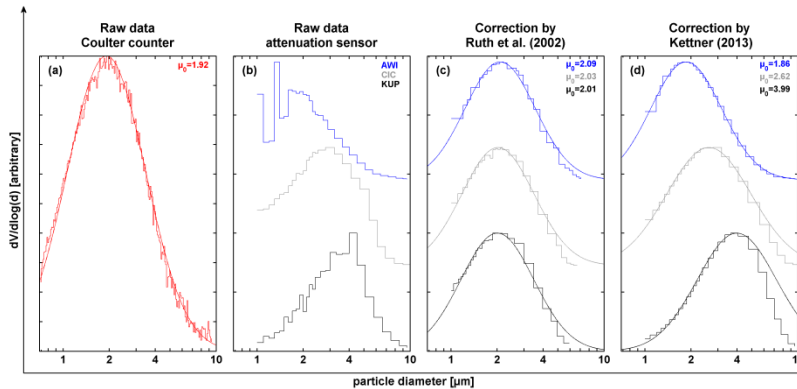 Raw data
Coulter counter
Raw data
attenuation sensor
Correction by
Ruth et al. (2002)
Correction by
Kettner (2013)
(a)
μ₀=1.92
(b)
AWI
CIC
KUP
(c)
μ₀=2.09
μ₀=2.03
μ₀=2.01
(d)
μ₀=1.86
μ₀=2.62
μ₀=3.99
dV/dlog(d) [arbitrary]
1 2 4 10
1 2 4 10
1 2 4 10
1 2 4 10
particle diameter [μm]